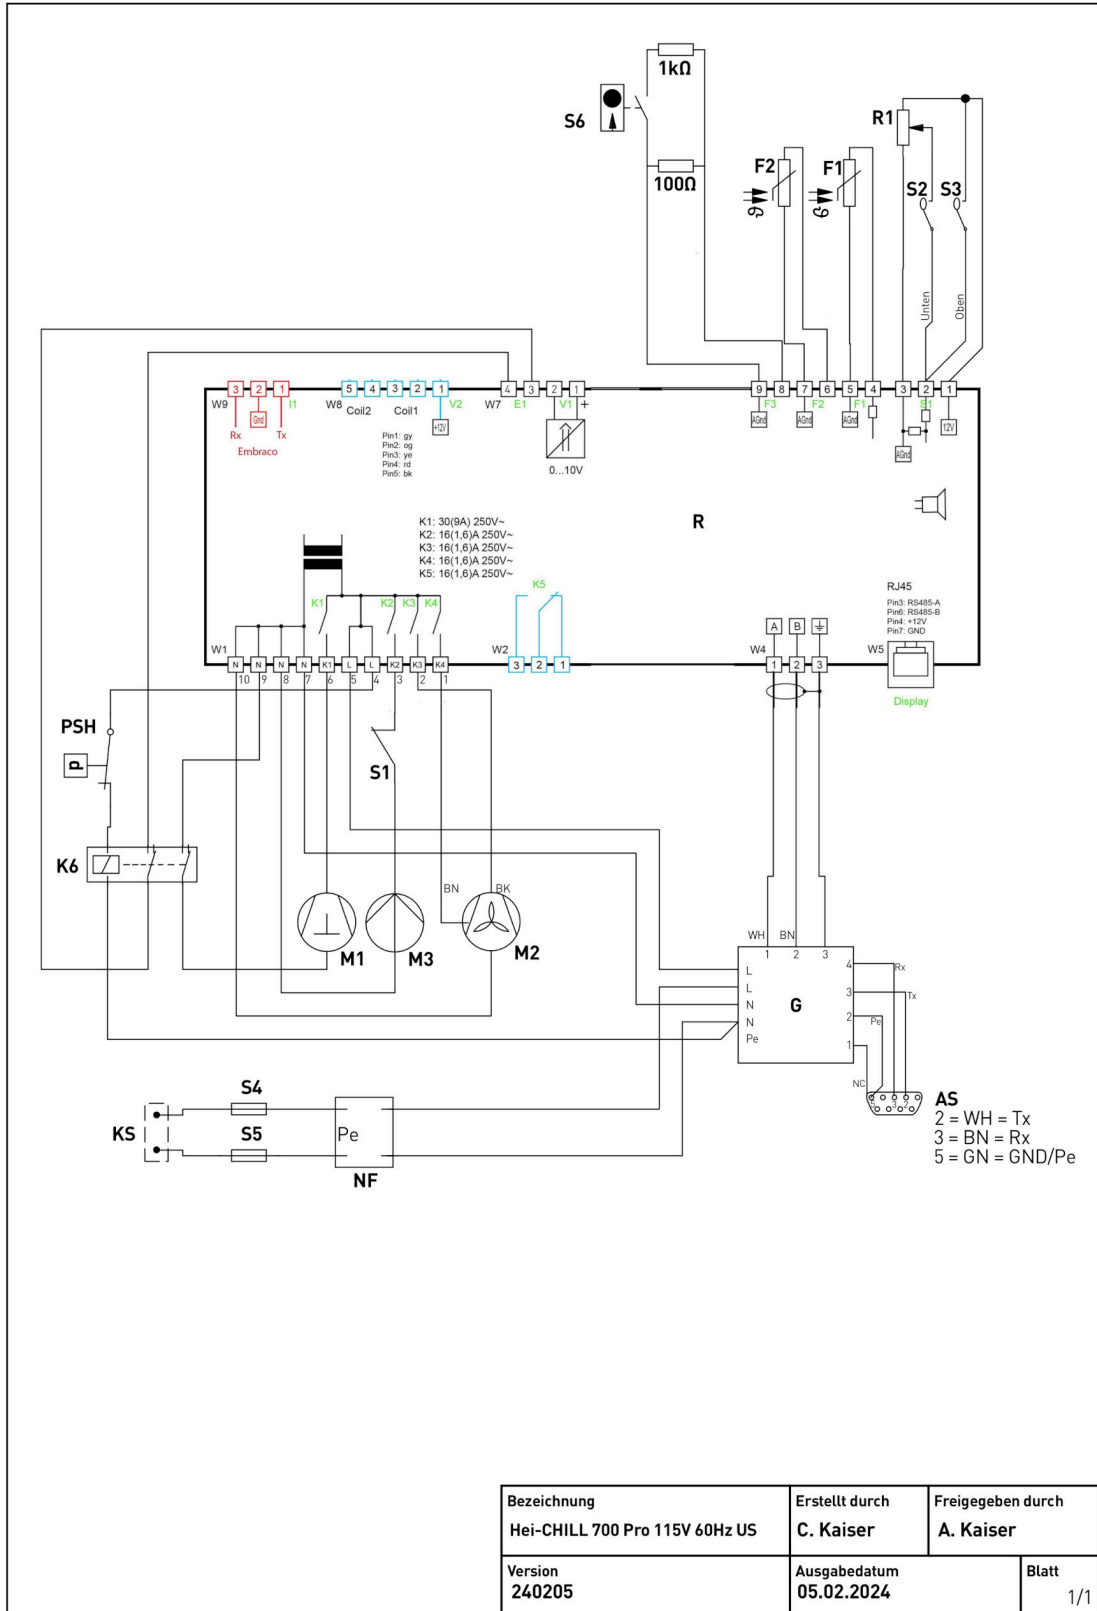 1kΩ
S6
100Ω
R1
F2
F1
ϑ
ϑ
S2
S3
Unten
Oben
3
2
1
5
4
3
2
1
4
3
2
1
9
8
7
6
5
4
3
2
1
W9
I1
W8
Coil2
Coil1
V2
W7
E1
V1
+
F3
F2
F1
S1
Gnd
Rx
Tx
Embraco
+12V
AGnd
AGnd
AGnd
AGnd
12V
0...10V
Pin1: gy
Pin2: og
Pin3: ye
Pin4: rd
Pin5: bk
R
K1: 30(9A) 250V~
K2: 16(1,6)A 250V~
K3: 16(1,6)A 250V~
K4: 16(1,6)A 250V~
K5: 16(1,6)A 250V~
K1
K2
K3
K4
K5
RJ45
Pin3: RS485-A
Pin6: RS485-B
Pin4: +12V
Pin7: GND
A
B
W1
N
N
N
N
K1
L
L
K2
K3
K4
10
9
8
7
6
5
4
3
2
1
W2
3
2
1
W4
1
2
3
W5
Display
PSH
p
S1
K6
BN
BK
M1
M3
M2
WH
BN
1
2
3
L
L
N
N
Pe
G
4
3
2
1
Rx
Tx
Pe
NC
5
3
2
AS
2 = WH = Tx
3 = BN = Rx
5 = GN = GND/Pe
S4
KS
S5
Pe
NF
Bezeichnung
Hei-CHILL 700 Pro 115V 60Hz US
Erstellt durch
C. Kaiser
Freigegeben durch
A. Kaiser
Version
240205
Ausgabedatum
05.02.2024
Blatt
1/1